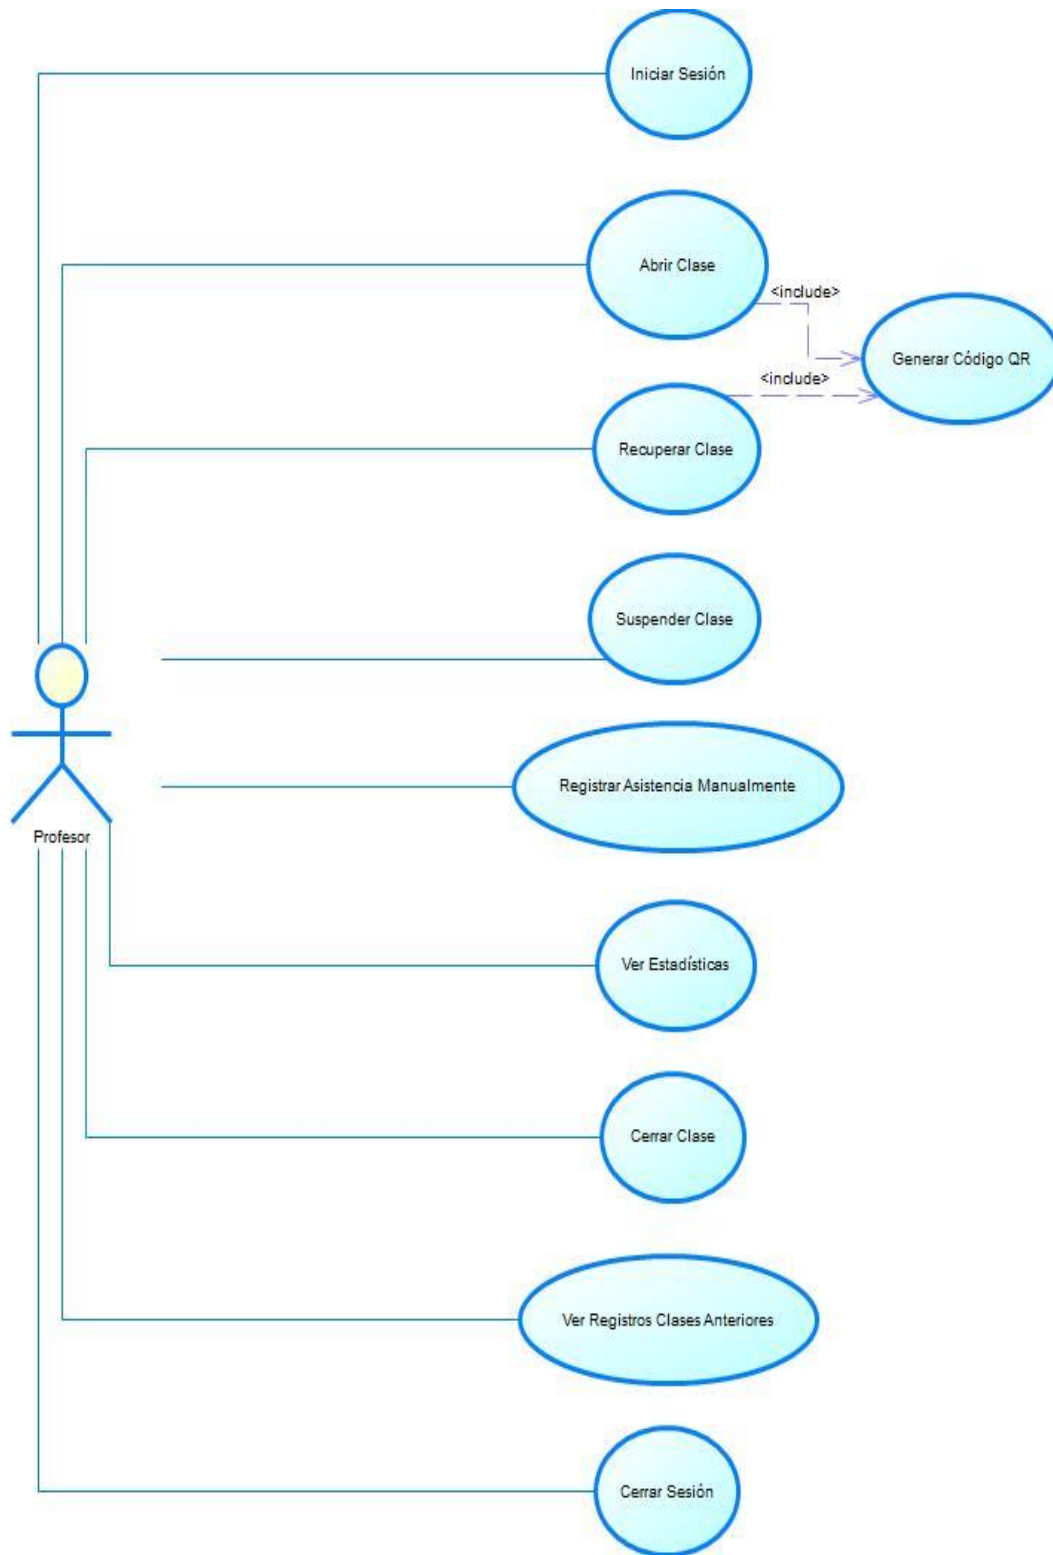 Iniciar Sesión
Abrir Clase
<include>
Generar Código QR
<include>
Recuperar Clase
Suspender Clase
Registrar Asistencia Manualmente
Profesor
Ver Estadísticas
Cerrar Clase
Ver Registros Clases Anteriores
Cerrar Sesión